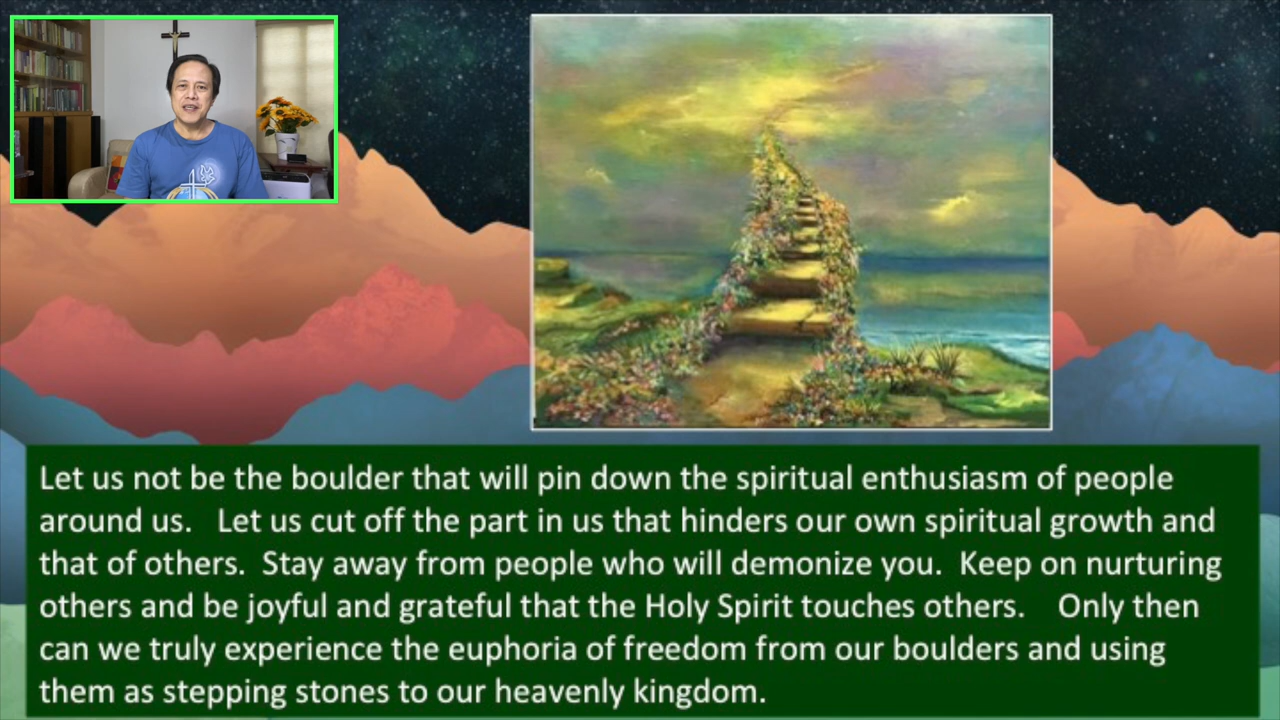 Let us not be the boulder that will pin down the spiritual enthusiasm of people
around us.   Let us cut off the part in us that hinders our own spiritual growth and
that of others.  Stay away from people who will demonize you.  Keep on nurturing
others and be joyful and grateful that the Holy Spirit touches others.    Only then
can we truly experience the euphoria of freedom from our boulders and using
them as stepping stones to our heavenly kingdom.